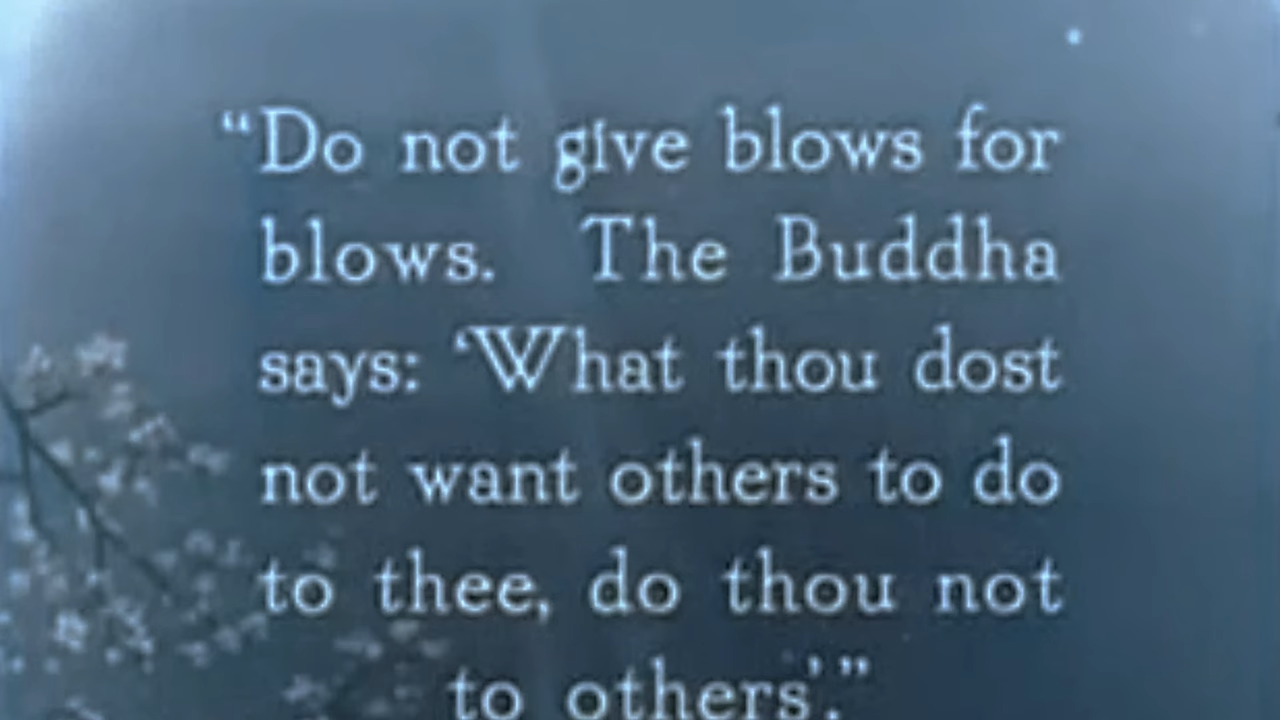 “Do not give blows for
blows. The Buddha
says: ‘What thou dost
not want others to do
to thee, do thou not
to others’.”